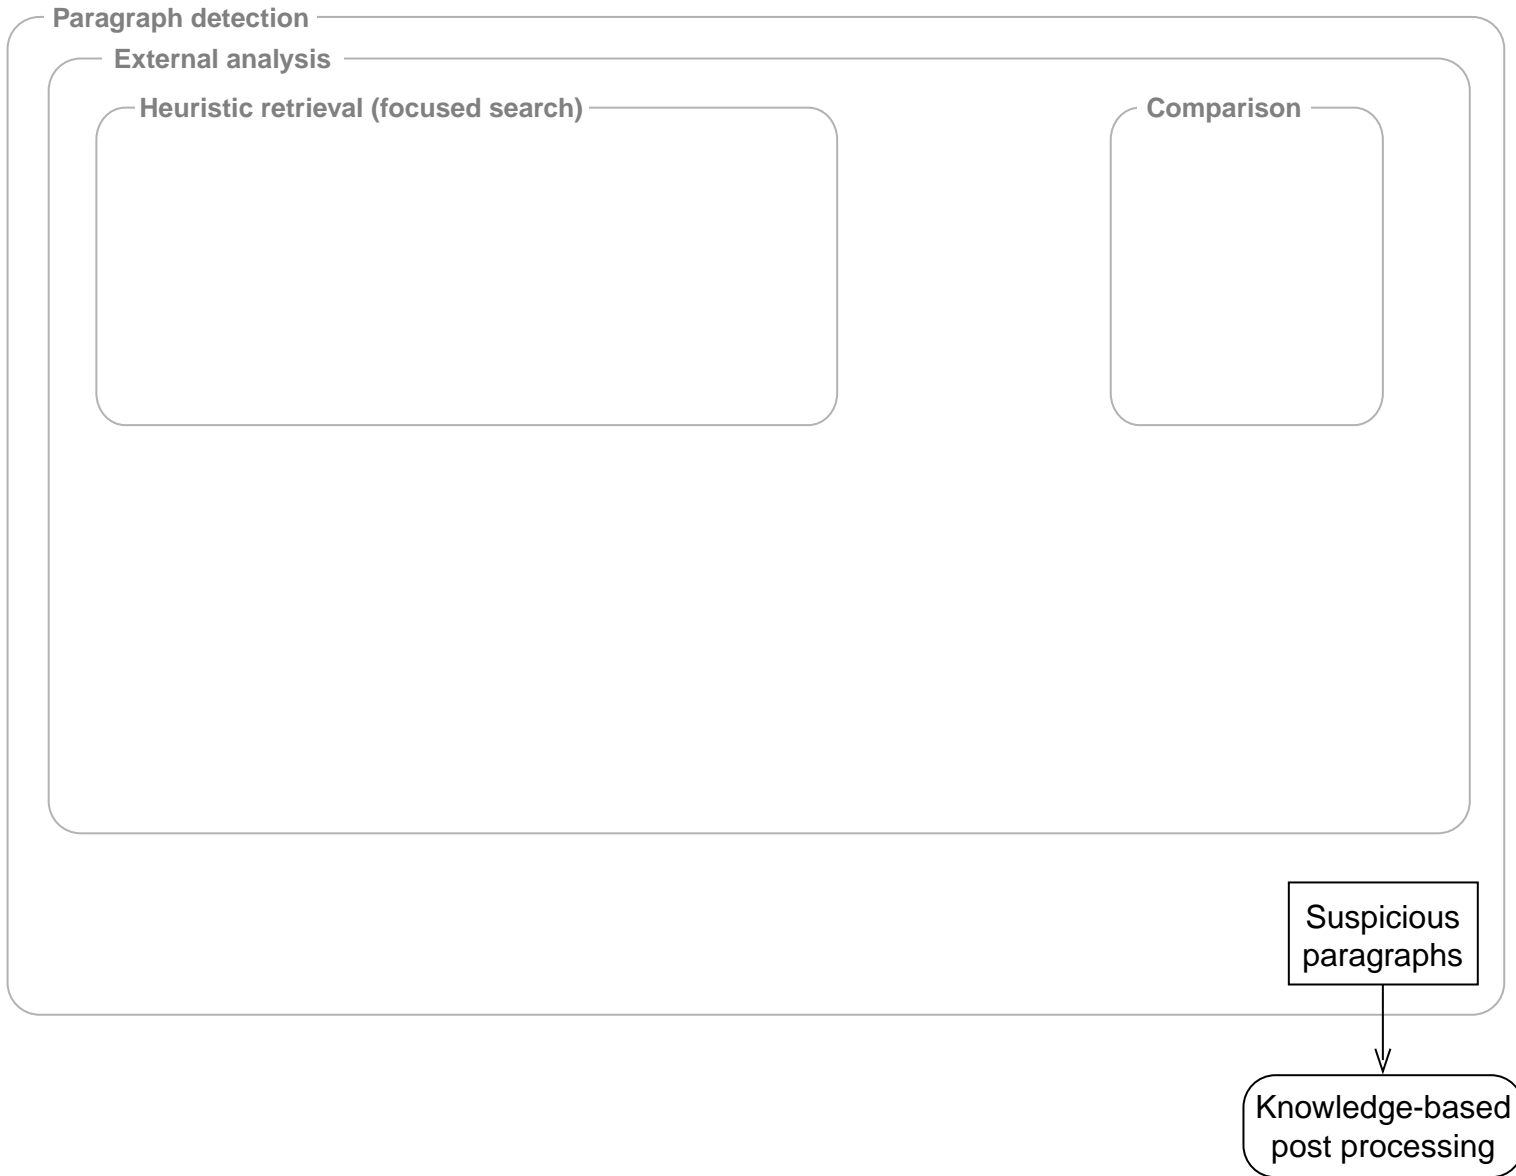 Paragraph detection
External analysis
Heuristic retrieval (focused search)
Comparison
Suspicious
paragraphs
Knowledge-based
post processing